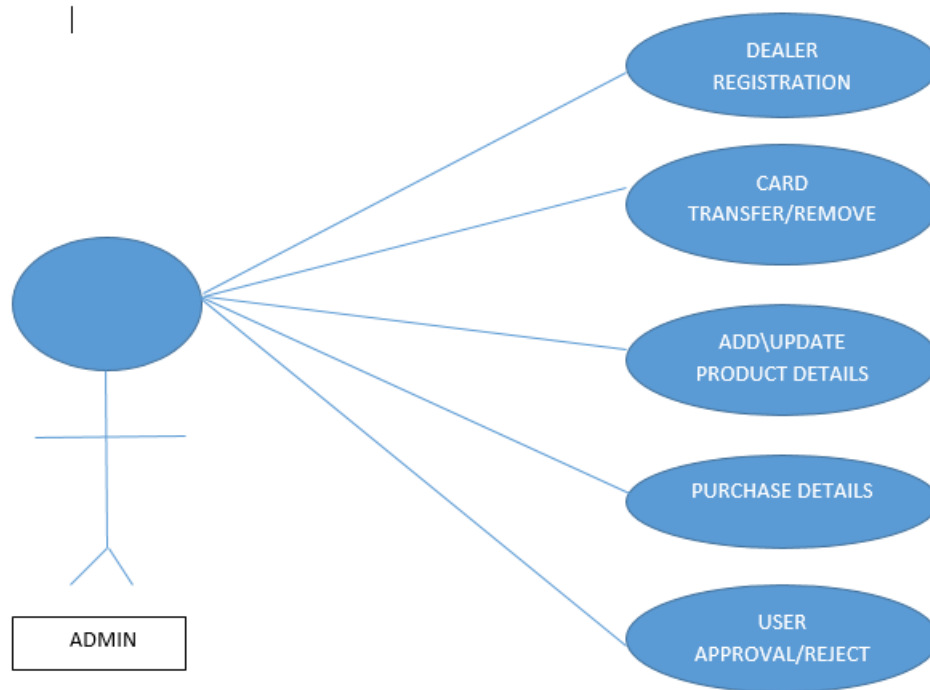 DEALER
REGISTRATION
CARD
TRANSFER/REMOVE
ADD\UPDATE
PRODUCT DETAILS
PURCHASE DETAILS
USER
APPROVAL/REJECT
ADMIN